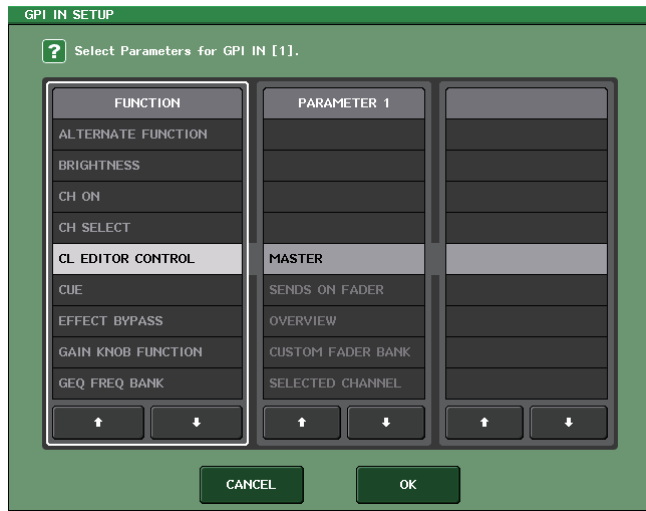 GPI IN SETUP
? Select Parameters for GPI IN [1].
FUNCTION
ALTERNATE FUNCTION
BRIGHTNESS
CH ON
CH SELECT
CL EDITOR CONTROL
CUE
EFFECT BYPASS
GAIN KNOB FUNCTION
GEQ FREQ BANK
PARAMETER 1
MASTER
SENDS ON FADER
OVERVIEW
CUSTOM FADER BANK
SELECTED CHANNEL
CANCEL
OK